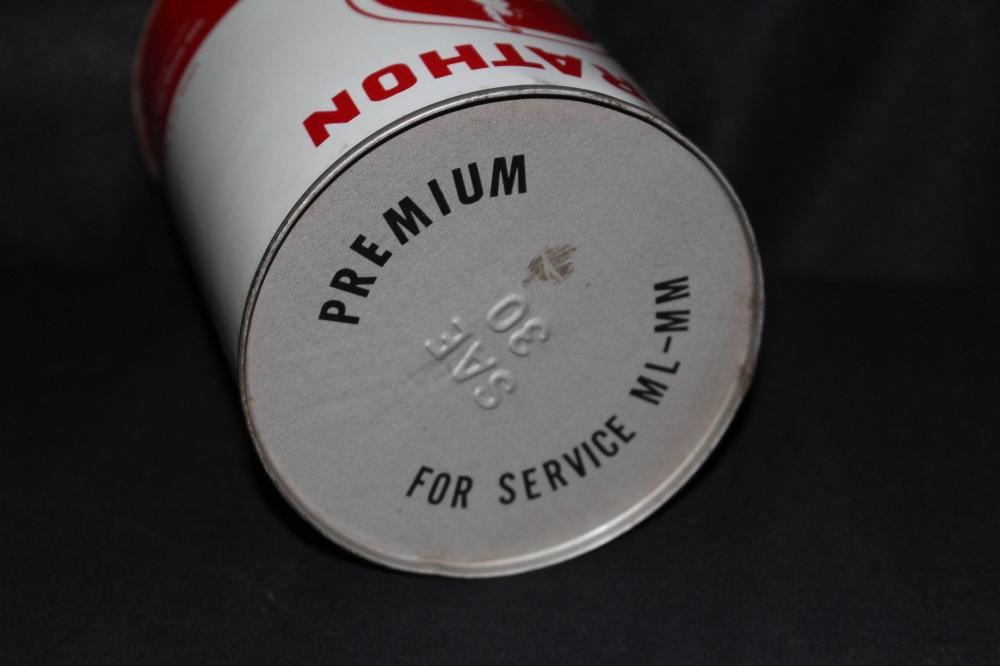 RATHON
PREMIUM
SAE
30
FOR SERVICE ML-MM